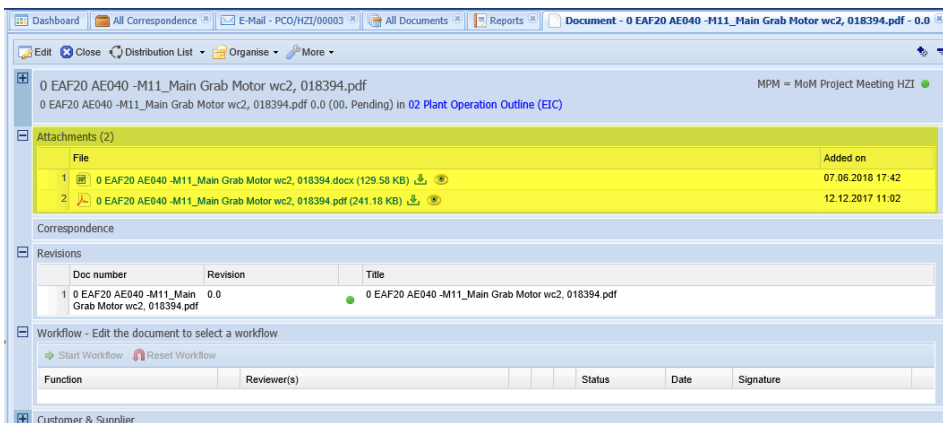 Dashboard All Correspondence E-Mail - PCO/HZI/00003 All Documents Reports Document - 0 EAF20 AE040 -M11_Main Grab Motor wc2, 018394.pdf - 0.0
Edit Close Distribution List Organise More
0 EAF20 AE040 -M11_Main Grab Motor wc2, 018394.pdf MPM = MoM Project Meeting HZI
0 EAF20 AE040 -M11_Main Grab Motor wc2, 018394.pdf 0.0 (00. Pending) in 02 Plant Operation Outline (EIC)
Attachments (2)
File Added on
1 0 EAF20 AE040 -M11_Main Grab Motor wc2, 018394.docx (129.58 KB) 07.06.2018 17:42
2 0 EAF20 AE040 -M11_Main Grab Motor wc2, 018394.pdf (241.18 KB) 12.12.2017 11:02
Correspondence
Revisions
Doc number Revision Title
1 0 EAF20 AE040 -M11_Main 0.0 0 EAF20 AE040 -M11_Main Grab Motor wc2, 018394.pdf
Grab Motor wc2, 018394.pdf
Workflow - Edit the document to select a workflow
Start Workflow Reset Workflow
Function Reviewer(s) Status Date Signature
Customer & Supplier